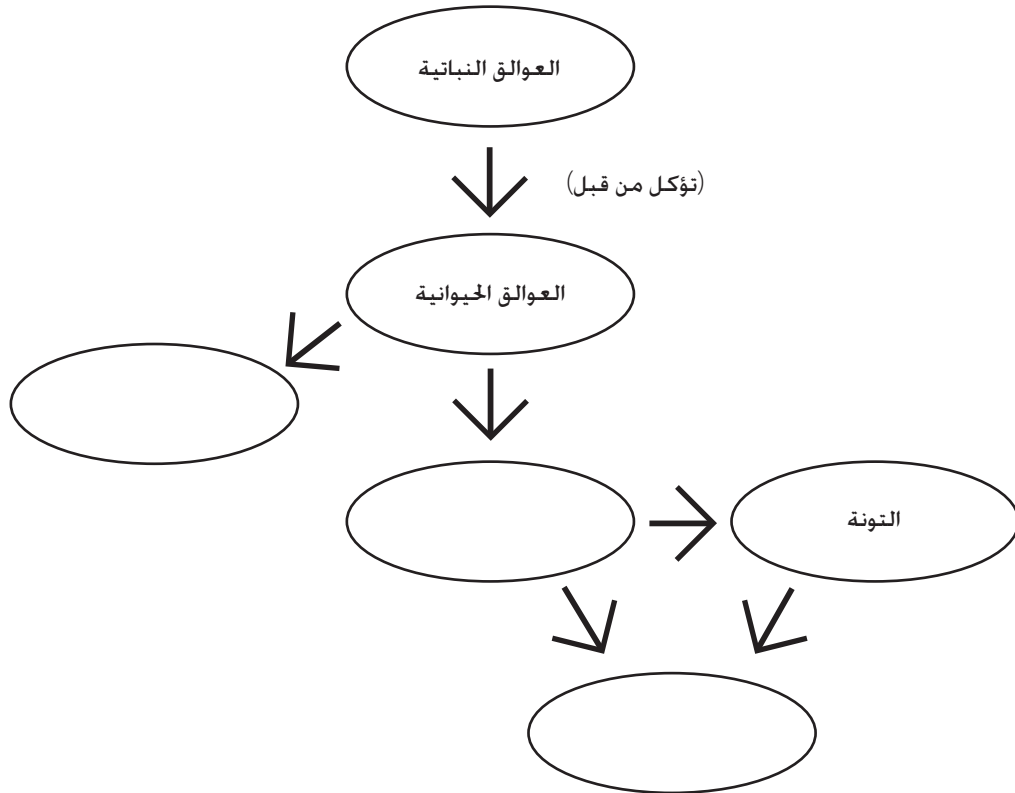 العوالق النباتية
(تؤكل من قبل)
العوالق الحيوانية
التونة